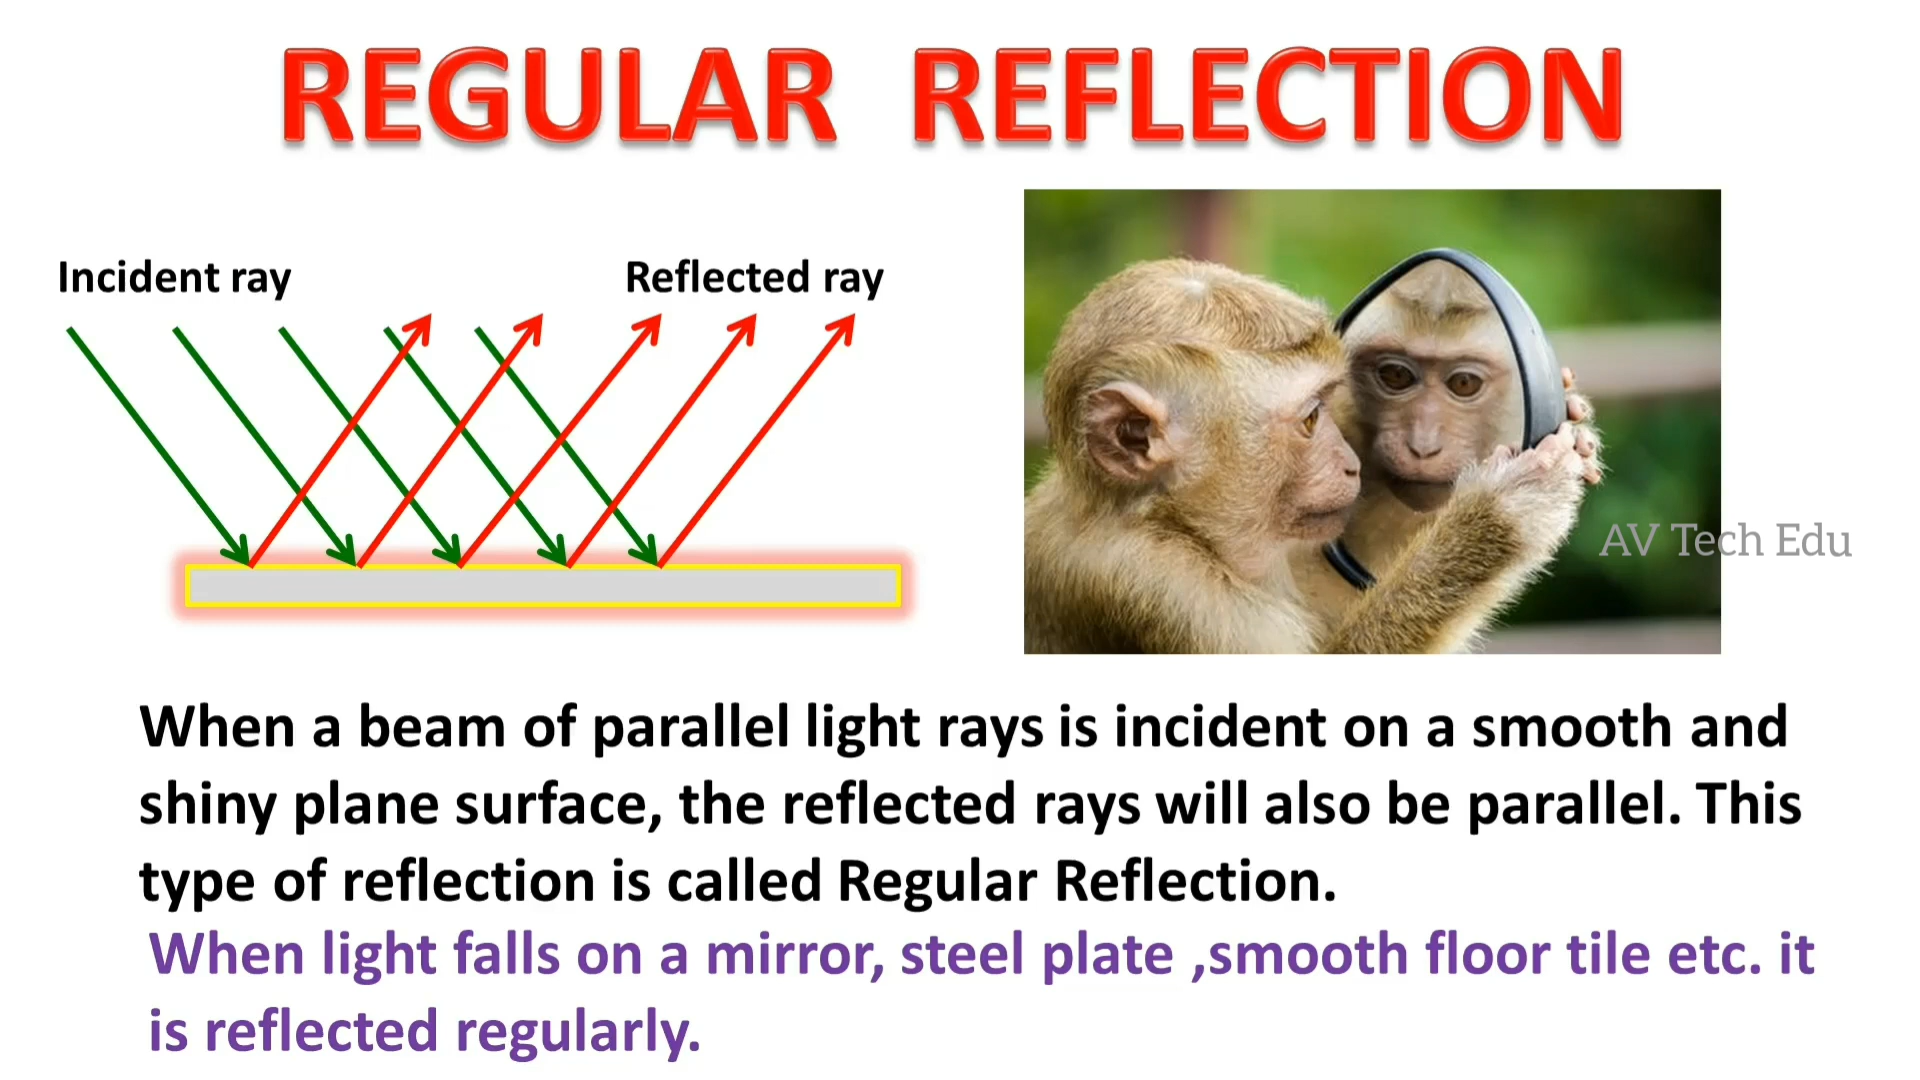 REGULAR REFLECTION
Incident ray
Reflected ray
AV Tech Edu
When a beam of parallel light rays is incident on a smooth and
shiny plane surface, the reflected rays will also be parallel. This
type of reflection is called Regular Reflection.
When light falls on a mirror, steel plate ,smooth floor tile etc. it
is reflected regularly.